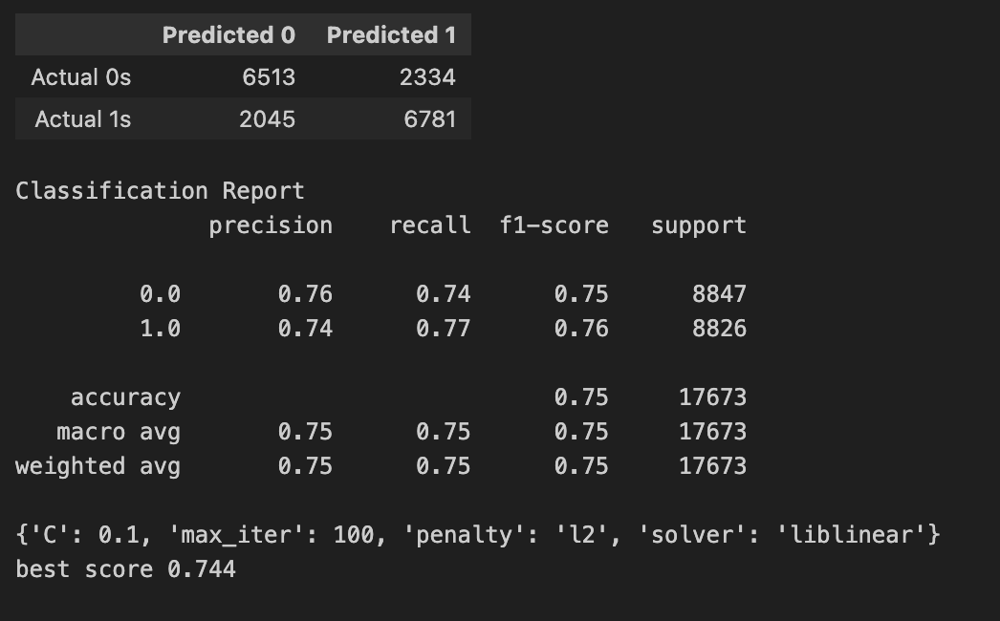 Predicted 0 Predicted 1
Actual 0s 6513 2334
Actual 1s 2045 6781
Classification Report
precision recall f1-score support
0.0 0.76 0.74 0.75 8847
1.0 0.74 0.77 0.76 8826
accuracy 0.75 17673
macro avg 0.75 0.75 0.75 17673
weighted avg 0.75 0.75 0.75 17673
{'C': 0.1, 'max_iter': 100, 'penalty': 'l2', 'solver': 'liblinear'}
best score 0.744